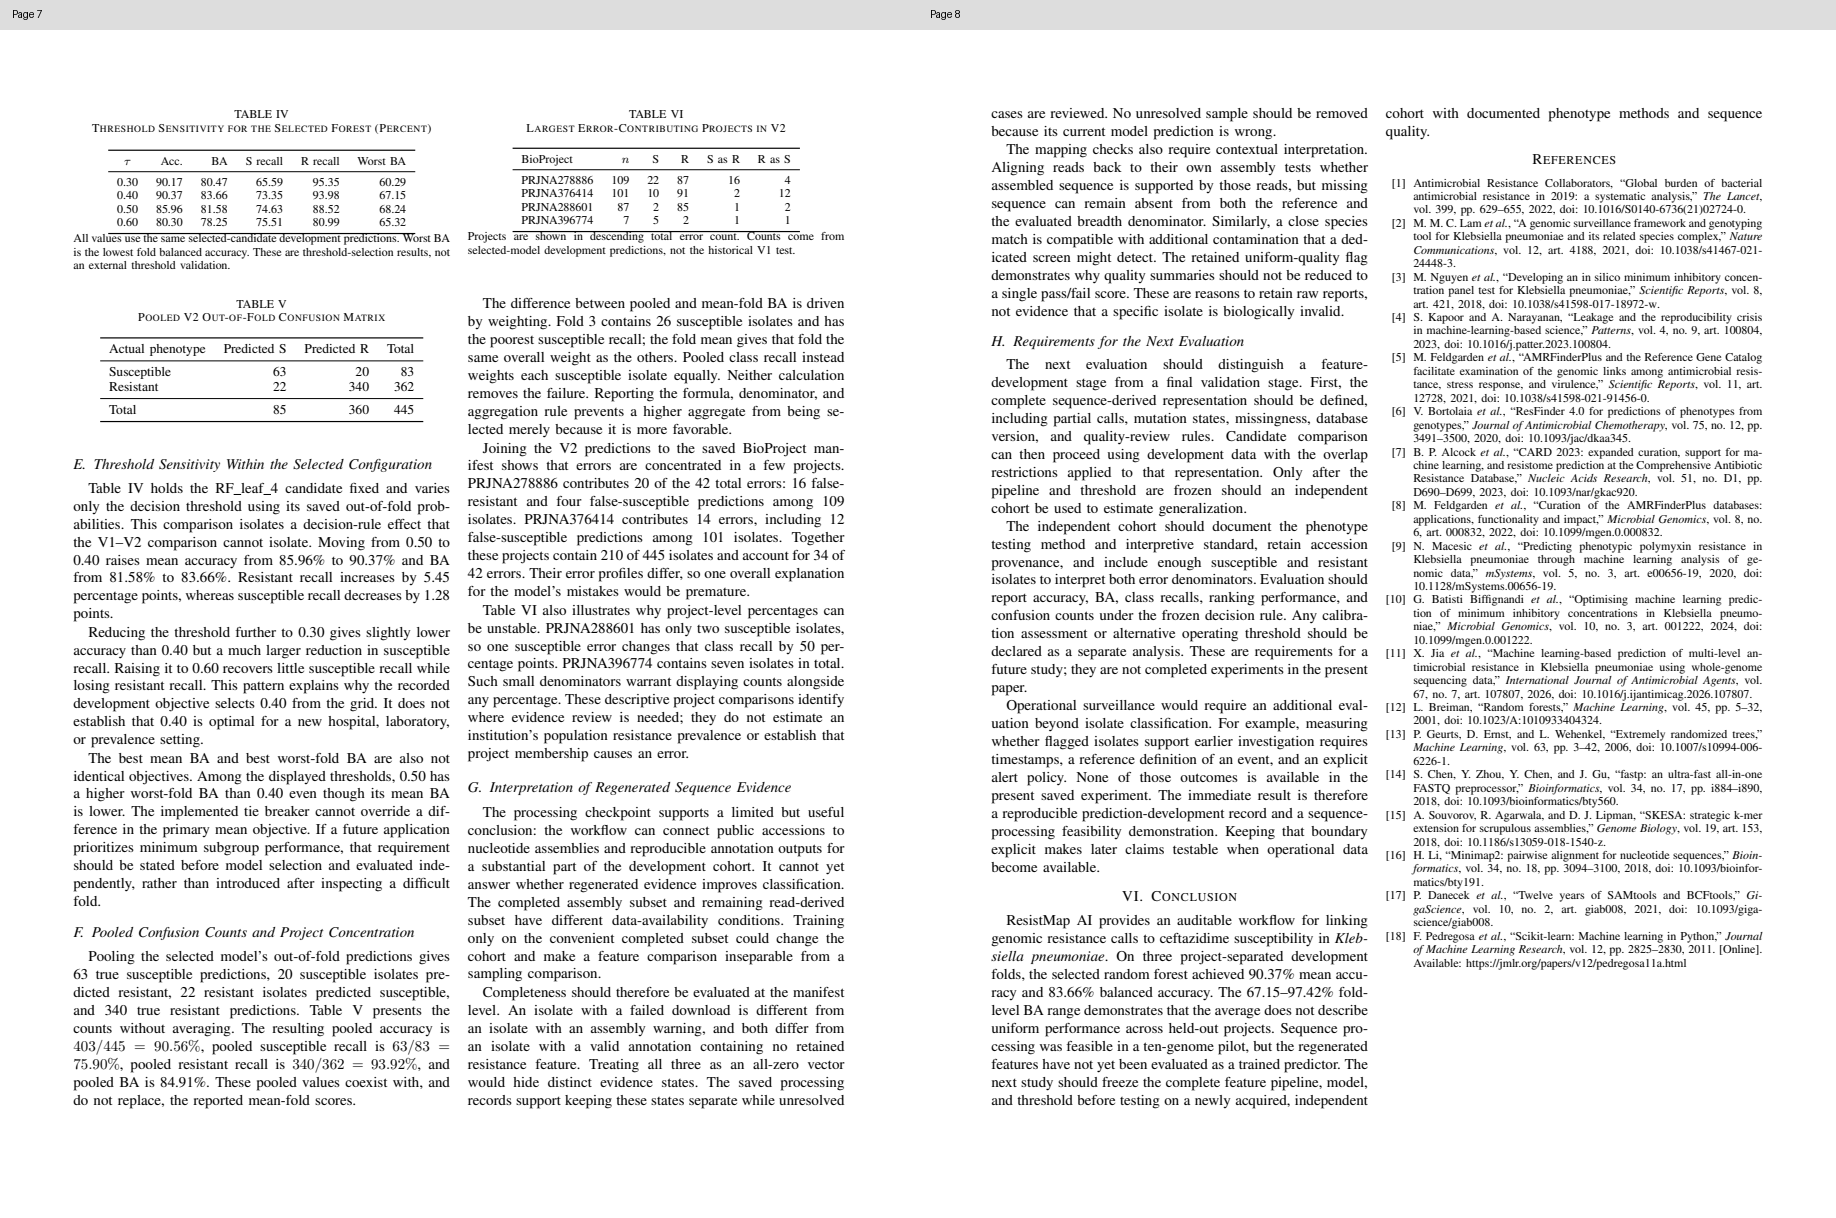 Page 7
TABLE IV
THRESHOLD SENSITIVITY FOR THE SELECTED FOREST (PERCENT)
τ Acc. BA S recall R recall Worst BA
0.30 90.17 80.47 65.59 95.35 60.29
0.40 90.37 83.66 73.35 93.98 67.15
0.50 85.96 81.58 74.63 88.52 68.24
0.60 80.30 78.25 75.51 80.99 65.32
All values use the same selected-candidate development predictions. Worst BA
is the lowest fold balanced accuracy. These are threshold-selection results, not
an external threshold validation.
TABLE V
POOLED V2 OUT-OF-FOLD CONFUSION MATRIX
Actual phenotype Predicted S Predicted R Total
Susceptible 63 20 83
Resistant 22 340 362
Total 85 360 445
E. Threshold Sensitivity Within the Selected Configuration
Table IV holds the RF_leaf_4 candidate fixed and varies
only the decision threshold using its saved out-of-fold prob-
abilities. This comparison isolates a decision-rule effect that
the V1–V2 comparison cannot isolate. Moving from 0.50 to
0.40 raises mean accuracy from 85.96% to 90.37% and BA
from 81.58% to 83.66%. Resistant recall increases by 5.45
percentage points, whereas susceptible recall decreases by 1.28
points.
Reducing the threshold further to 0.30 gives slightly lower
accuracy than 0.40 but a much larger reduction in susceptible
recall. Raising it to 0.60 recovers little susceptible recall while
losing resistant recall. This pattern explains why the recorded
development objective selects 0.40 from the grid. It does not
establish that 0.40 is optimal for a new hospital, laboratory,
or prevalence setting.
The best mean BA and best worst-fold BA are also not
identical objectives. Among the displayed thresholds, 0.50 has
a higher worst-fold BA than 0.40 even though its mean BA
is lower. The implemented tie breaker cannot override a dif-
ference in the primary mean objective. If a future application
prioritizes minimum subgroup performance, that requirement
should be stated before model selection and evaluated inde-
pendently, rather than introduced after inspecting a difficult
fold.
F. Pooled Confusion Counts and Project Concentration
Pooling the selected model's out-of-fold predictions gives
63 true susceptible predictions, 20 susceptible isolates pre-
dicted resistant, 22 resistant isolates predicted susceptible,
and 340 true resistant predictions. Table V presents the
counts without averaging. The resulting pooled accuracy is
403/445 = 90.56%, pooled susceptible recall is 63/83 =
75.90%, pooled resistant recall is 340/362 = 93.92%, and
pooled BA is 84.91%. These pooled values coexist with, and
do not replace, the reported mean-fold scores.
TABLE VI
LARGEST ERROR-CONTRIBUTING PROJECTS IN V2
BioProject n S R S as R R as S
PRJNA278886 109 22 87 16 4
PRJNA376414 101 10 91 2 12
PRJNA288601 87 2 85 1 2
PRJNA396774 7 5 2 1 1
Projects are shown in descending total error count. Counts come from
selected-model development predictions, not the historical V1 test.
The difference between pooled and mean-fold BA is driven
by weighting. Fold 3 contains 26 susceptible isolates and has
the poorest susceptible recall; the fold mean gives that fold the
same overall weight as the others. Pooled class recall instead
weights each susceptible isolate equally. Neither calculation
removes the failure. Reporting the formula, denominator, and
aggregation rule prevents a higher aggregate from being se-
lected merely because it is more favorable.
Joining the V2 predictions to the saved BioProject man-
ifest shows that errors are concentrated in a few projects.
PRJNA278886 contributes 20 of the 42 total errors: 16 false-
resistant and four false-susceptible predictions among 109
isolates. PRJNA376414 contributes 14 errors, including 12
false-susceptible predictions among 101 isolates. Together
these projects contain 210 of 445 isolates and account for 34 of
42 errors. Their error profiles differ, so one overall explanation
for the model's mistakes would be premature.
Table VI also illustrates why project-level percentages can
be unstable. PRJNA288601 has only two susceptible isolates,
so one susceptible error changes that class recall by 50 per-
centage points. PRJNA396774 contains seven isolates in total.
Such small denominators warrant displaying counts alongside
any percentage. These descriptive project comparisons identify
where evidence review is needed; they do not estimate an
institution's population resistance prevalence or establish that
project membership causes an error.
G. Interpretation of Regenerated Sequence Evidence
The processing checkpoint supports a limited but useful
conclusion: the workflow can connect public accessions to
nucleotide assemblies and reproducible annotation outputs for
a substantial part of the development cohort. It cannot yet
answer whether regenerated evidence improves classification.
The completed assembly subset and remaining read-derived
subset have different data-availability conditions. Training
only on the convenient completed subset could change the
cohort and make a feature comparison inseparable from a
sampling comparison.
Completeness should therefore be evaluated at the manifest
level. An isolate with a failed download is different from
an isolate with an assembly warning, and both differ from
an isolate with a valid annotation containing no retained
resistance feature. Treating all three as an all-zero vector
would hide distinct evidence states. The saved processing
records support keeping these states separate while unresolved
Page 8
cases are reviewed. No unresolved sample should be removed
because its current model prediction is wrong.
The mapping checks also require contextual interpretation.
Aligning reads back to their own assembly tests whether
assembled sequence is supported by those reads, but missing
sequence can remain absent from both the reference and
the evaluated breadth denominator. Similarly, a close species
match is compatible with additional contamination that a ded-
icated screen might detect. The retained uniform-quality flag
demonstrates why quality summaries should not be reduced to
a single pass/fail score. These are reasons to retain raw reports,
not evidence that a specific isolate is biologically invalid.
H. Requirements for the Next Evaluation
The next evaluation should distinguish a feature-
development stage from a final validation stage. First, the
complete sequence-derived representation should be defined,
including partial calls, mutation states, missingness, database
version, and quality-review rules. Candidate comparison
can then proceed using development data with the overlap
restrictions applied to that representation. Only after the
pipeline and threshold are frozen should an independent
cohort be used to estimate generalization.
The independent cohort should document the phenotype
testing method and interpretive standard, retain accession
provenance, and include enough susceptible and resistant
isolates to interpret both error denominators. Evaluation should
report accuracy, BA, class recalls, ranking performance, and
confusion counts under the frozen decision rule. Any calibra-
tion assessment or alternative operating threshold should be
declared as a separate analysis. These are requirements for a
future study; they are not completed experiments in the present
paper.
Operational surveillance would require an additional eval-
uation beyond isolate classification. For example, measuring
whether flagged isolates support earlier investigation requires
timestamps, a reference definition of an event, and an explicit
alert policy. None of those outcomes is available in the
present saved experiment. The immediate result is therefore
a reproducible prediction-development record and a sequence-
processing feasibility demonstration. Keeping that boundary
explicit makes later claims testable when operational data
become available.
VI. CONCLUSION
ResistMap AI provides an auditable workflow for linking
genomic resistance calls to ceftazidime susceptibility in Kleb-
siella pneumoniae. On three project-separated development
folds, the selected random forest achieved 90.37% mean accu-
racy and 83.66% balanced accuracy. The 67.15–97.42% fold-
level BA range demonstrates that the average does not describe
uniform performance across held-out projects. Sequence pro-
cessing was feasible in a ten-genome pilot, but the regenerated
features have not yet been evaluated as a trained predictor. The
next study should freeze the complete feature pipeline, model,
and threshold before testing on a newly acquired, independent
cohort with documented phenotype methods and sequence
quality.
REFERENCES
[1] Antimicrobial Resistance Collaborators, “Global burden of bacterial
antimicrobial resistance in 2019: a systematic analysis,” The Lancet,
vol. 399, pp. 629–655, 2022, doi: 10.1016/S0140-6736(21)02724-0.
[2] M. M. C. Lam et al., “A genomic surveillance framework and genotyping
tool for Klebsiella pneumoniae and its related species complex,” Nature
Communications, vol. 12, art. 4188, 2021, doi: 10.1038/s41467-021-
24448-3.
[3] M. Nguyen et al., “Developing an in silico minimum inhibitory concen-
tration panel test for Klebsiella pneumoniae,” Scientific Reports, vol. 8,
art. 421, 2018, doi: 10.1038/s41598-017-18972-w.
[4] S. Kapoor and A. Narayanan, “Leakage and the reproducibility crisis
in machine-learning-based science,” Patterns, vol. 4, no. 9, art. 100804,
2023, doi: 10.1016/j.patter.2023.100804.
[5] M. Feldgarden et al., “AMRFinderPlus and the Reference Gene Catalog
facilitate examination of the genomic links among antimicrobial resis-
tance, stress response, and virulence,” Scientific Reports, vol. 11, art.
12728, 2021, doi: 10.1038/s41598-021-91456-0.
[6] V. Bortolaia et al., “ResFinder 4.0 for predictions of phenotypes from
genotypes,” Journal of Antimicrobial Chemotherapy, vol. 75, no. 12, pp.
3491–3500, 2020, doi: 10.1093/jac/dkaa345.
[7] B. P. Alcock et al., “CARD 2023: expanded curation, support for ma-
chine learning, and resistome prediction at the Comprehensive Antibiotic
Resistance Database,” Nucleic Acids Research, vol. 51, no. D1, pp.
D690–D699, 2023, doi: 10.1093/nar/gkac920.
[8] M. Feldgarden et al., “Curation of the AMRFinderPlus databases:
applications, functionality and impact,” Microbial Genomics, vol. 8, no.
6, art. 000832, 2022, doi: 10.1099/mgen.0.000832.
[9] N. Macesic et al., “Predicting phenotypic polymyxin resistance in
Klebsiella pneumoniae through machine learning analysis of ge-
nomic data,” mSystems, vol. 5, no. 3, art. e00656-19, 2020, doi:
10.1128/mSystems.00656-19.
[10] G. Batisti Biffignandi et al., “Optimising machine learning predic-
tion of minimum inhibitory concentrations in Klebsiella pneumo-
niae,” Microbial Genomics, vol. 10, no. 3, art. 001222, 2024, doi:
10.1099/mgen.0.001222.
[11] X. Jia et al., “Machine learning-based prediction of multi-level an-
timicrobial resistance in Klebsiella pneumoniae using whole-genome
sequencing data,” International Journal of Antimicrobial Agents, vol.
67, no. 7, art. 107807, 2026, doi: 10.1016/j.ijantimicag.2026.107807.
[12] L. Breiman, “Random forests,” Machine Learning, vol. 45, pp. 5–32,
2001, doi: 10.1023/A:1010933404324.
[13] P. Geurts, D. Ernst, and L. Wehenkel, “Extremely randomized trees,”
Machine Learning, vol. 63, pp. 3–42, 2006, doi: 10.1007/s10994-006-
6226-1.
[14] S. Chen, Y. Zhou, Y. Chen, and J. Gu, “fastp: an ultra-fast all-in-one
FASTQ preprocessor,” Bioinformatics, vol. 34, no. 17, pp. i884–i890,
2018, doi: 10.1093/bioinformatics/bty560.
[15] A. Souvorov, R. Agarwala, and D. J. Lipman, “SKESA: strategic k-mer
extension for scrupulous assemblies,” Genome Biology, vol. 19, art. 153,
2018, doi: 10.1186/s13059-018-1540-z.
[16] H. Li, “Minimap2: pairwise alignment for nucleotide sequences,” Bioin-
formatics, vol. 34, no. 18, pp. 3094–3100, 2018, doi: 10.1093/bioinfor-
matics/bty191.
[17] P. Danecek et al., “Twelve years of SAMtools and BCFtools,” Gi-
gaScience, vol. 10, no. 2, art. giab008, 2021, doi: 10.1093/giga-
science/giab008.
[18] F. Pedregosa et al., “Scikit-learn: Machine learning in Python,” Journal
of Machine Learning Research, vol. 12, pp. 2825–2830, 2011. [Online].
Available: https://jmlr.org/papers/v12/pedregosa11a.html